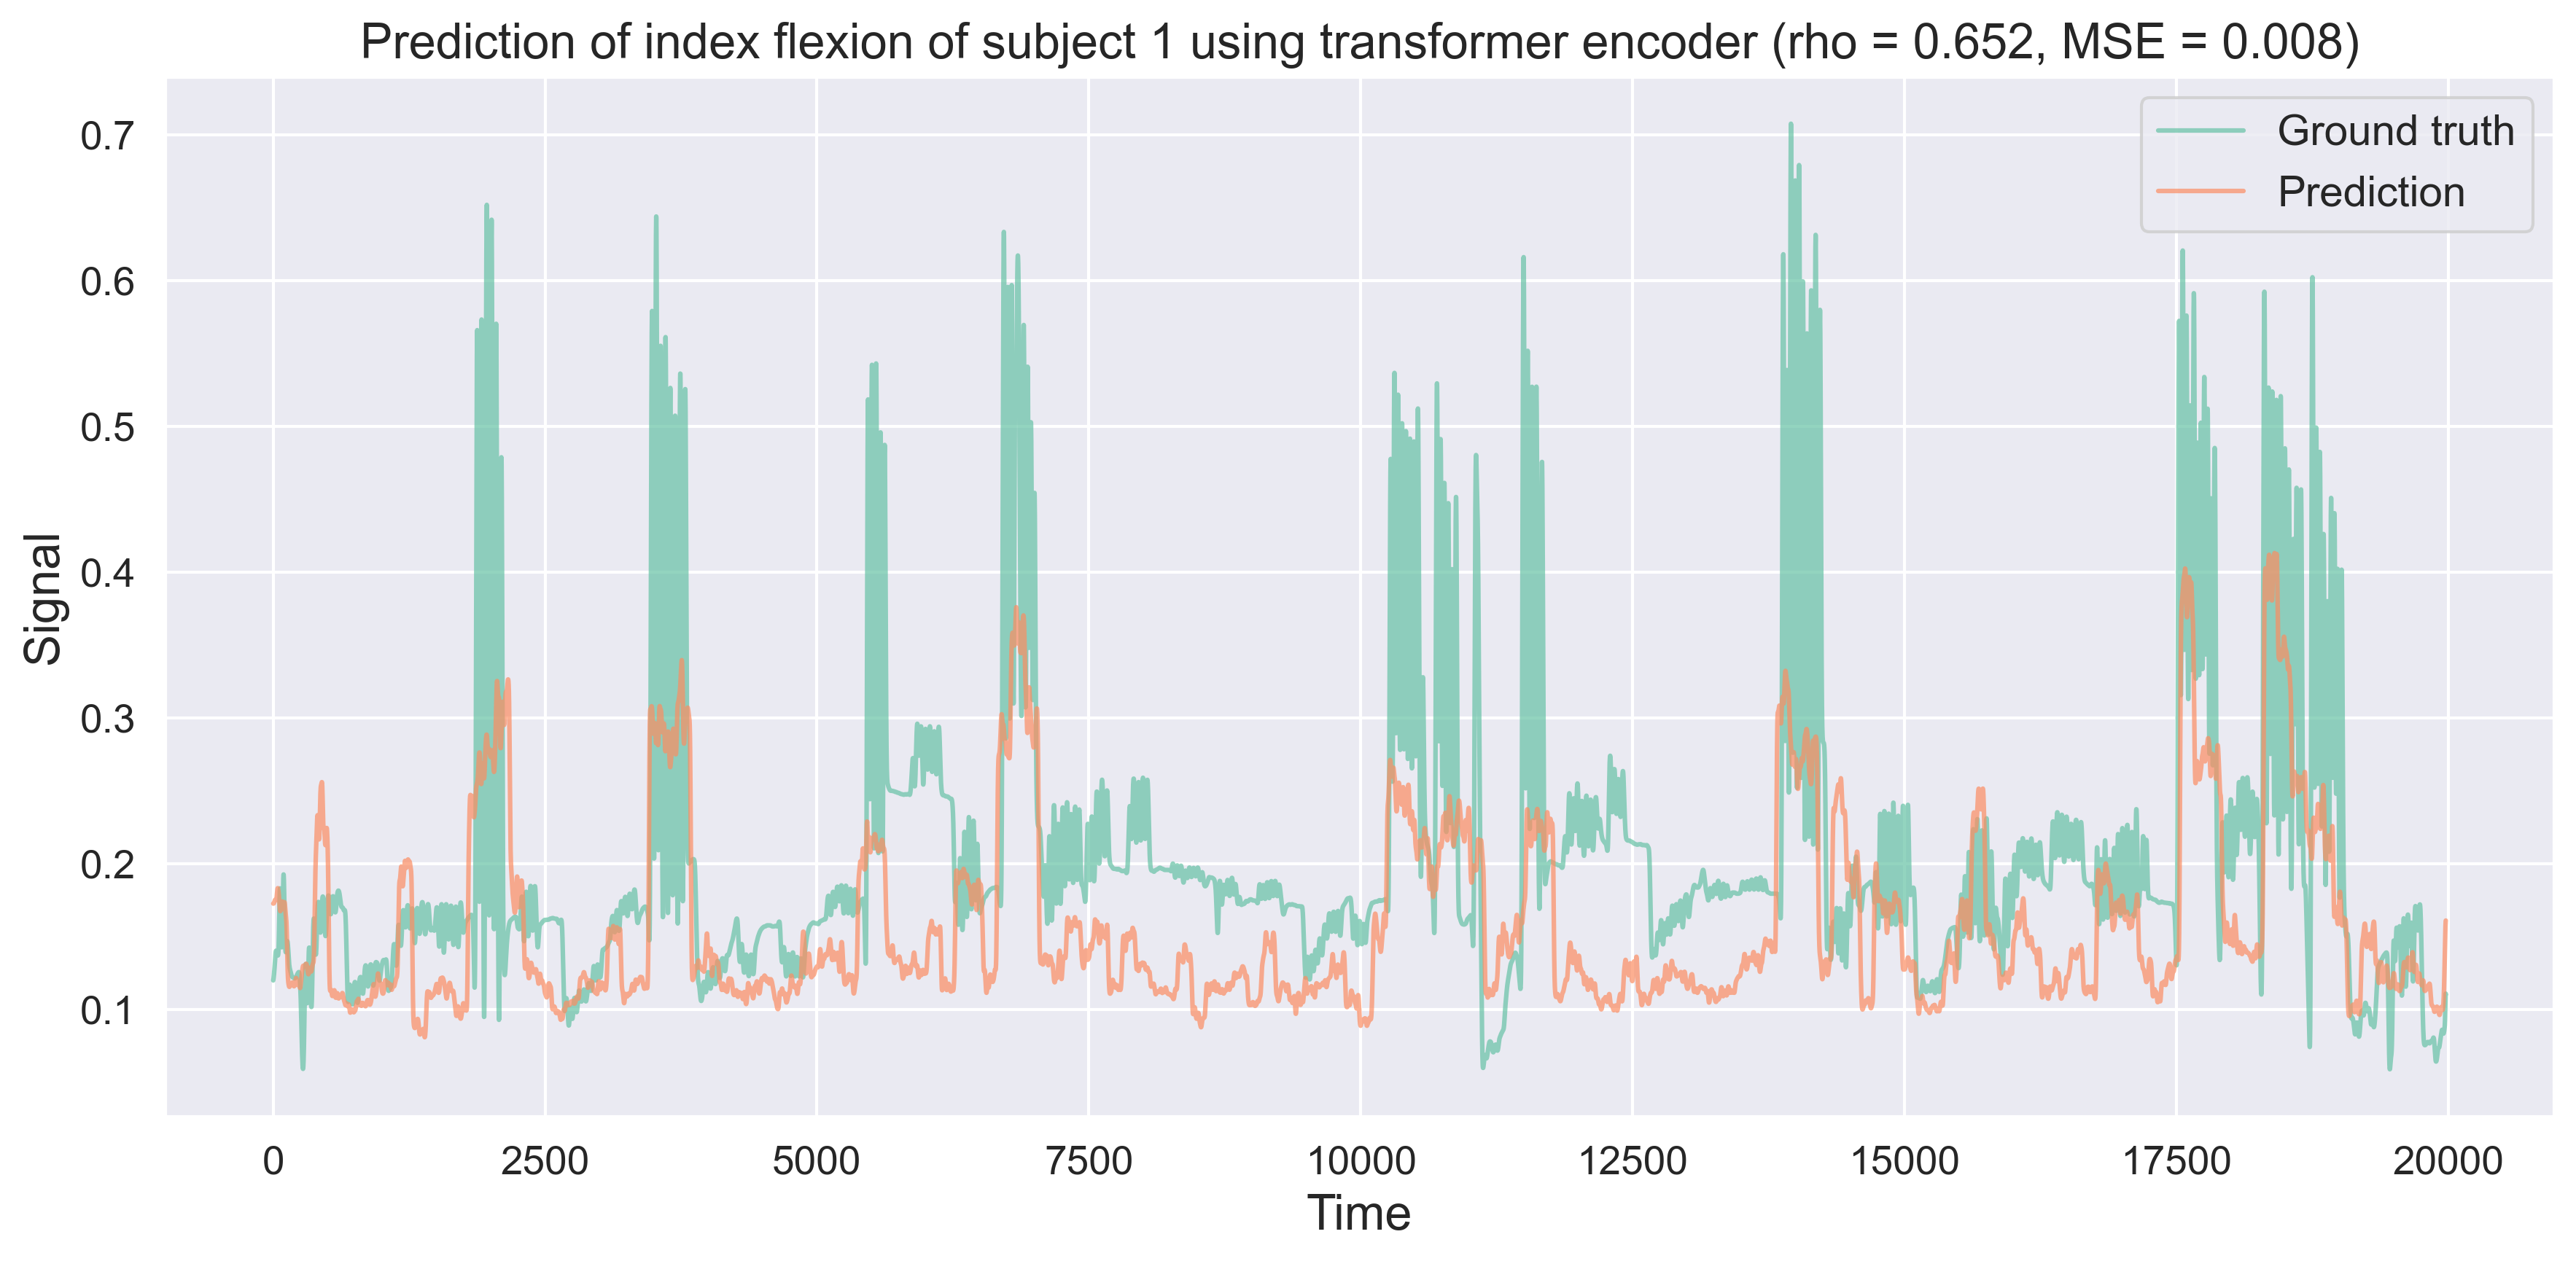 Prediction of index flexion of subject 1 using transformer encoder (rho = 0.652, MSE = 0.008)
Ground truth
Prediction
0.7
0.6
0.5
0.4
0.3
0.2
0.1
Signal
0 2500 5000 7500 10000 12500 15000 17500 20000
Time